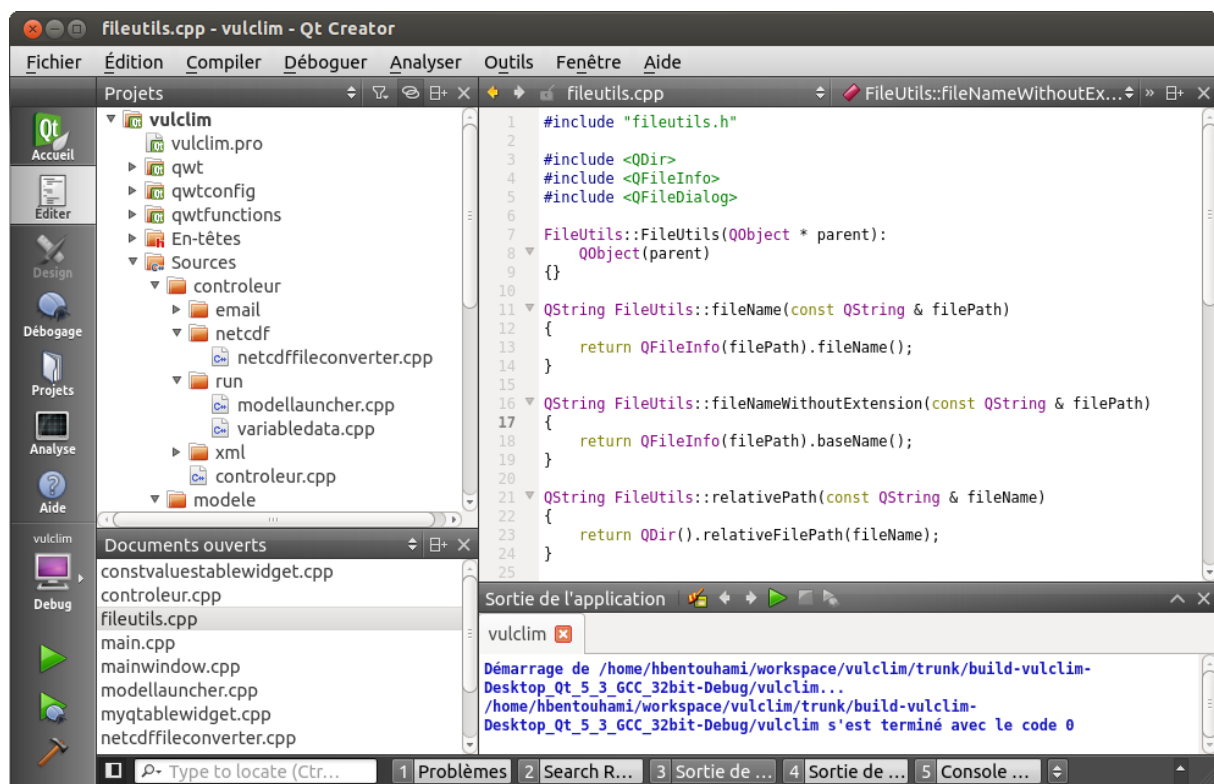 fileutils.cpp - vulclim - Qt Creator
Fichier Édition Compiler Déboguer Analyser Outils Fenêtre Aide
Projets
fileutils.cpp
FileUtils::fileNameWithoutEx...
Qt
Accueil
Éditer
Design
Débogage
Projets
Analyse
Aide
vulclim
Debug
vulclim
vulclim.pro
qwt
qwtconfig
qwtfunctions
En-têtes
Sources
controleur
email
netcdf
netcdffileconverter.cpp
run
modellauncher.cpp
variabledata.cpp
xml
controleur.cpp
modele
Documents ouverts
constvaluestablewidget.cpp
controleur.cpp
fileutils.cpp
main.cpp
mainwindow.cpp
modellauncher.cpp
myqtablewidget.cpp
netcdffileconverter.cpp
1 #include "fileutils.h"
2
3 #include <QDir>
4 #include <QFileInfo>
5 #include <QFileDialog>
6
7 FileUtils::FileUtils(QObject * parent):
8 QObject(parent)
9 {}
10
11 QString FileUtils::fileName(const QString & filePath)
12 {
13 return QFileInfo(filePath).fileName();
14 }
15
16 QString FileUtils::fileNameWithoutExtension(const QString & filePath)
17 {
18 return QFileInfo(filePath).baseName();
19 }
20
21 QString FileUtils::relativePath(const QString & fileName)
22 {
23 return QDir().relativeFilePath(fileName);
24 }
25
Sortie de l'application
vulclim
Démarrage de /home/hbentouhami/workspace/vulclim/trunk/build-vulclim-
Desktop_Qt_5_3_GCC_32bit-Debug/vulclim...
/home/hbentouhami/workspace/vulclim/trunk/build-vulclim-
Desktop_Qt_5_3_GCC_32bit-Debug/vulclim s'est terminé avec le code 0
Type to locate (Ctr... 1 Problèmes 2 Search R... 3 Sortie de ... 4 Sortie de ... 5 Console ...